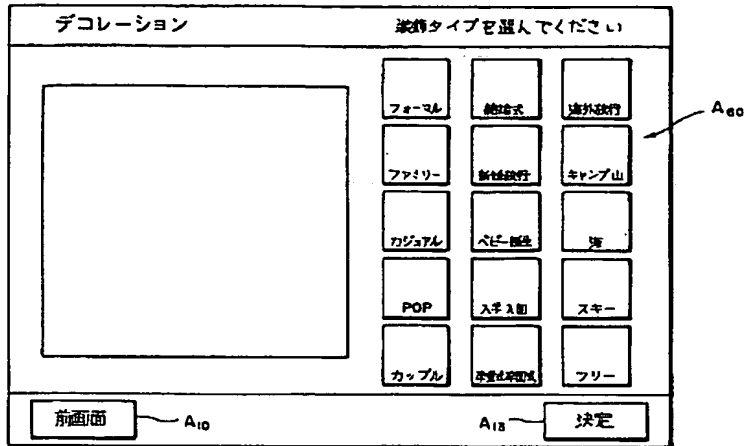 デコレーション 装飾タイプを選んでください
フォーマル 結婚式 海外旅行
A60
ファミリー 新婚旅行 キャンプ山
カジュアル ベビー誕生 海
POP 入学入園 スキー
カップル 卒業式卒園式 フリー
前画面 A10 A13 決定